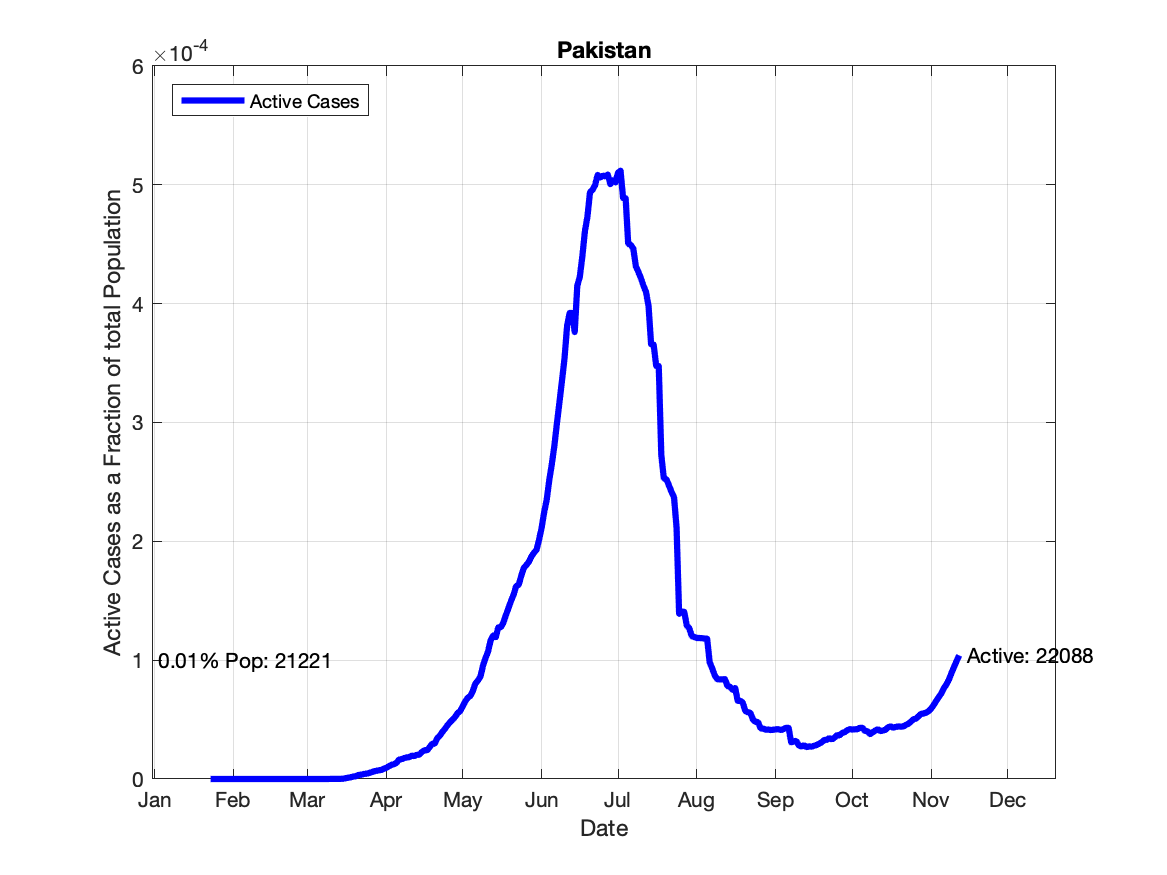 Pakistan
×10-4
6
5
4
3
2
1
0
Active Cases as a Fraction of total Population
Active Cases
0.01% Pop: 21221
Active: 22088
Jan Feb Mar Apr May Jun Jul Aug Sep Oct Nov Dec
Date